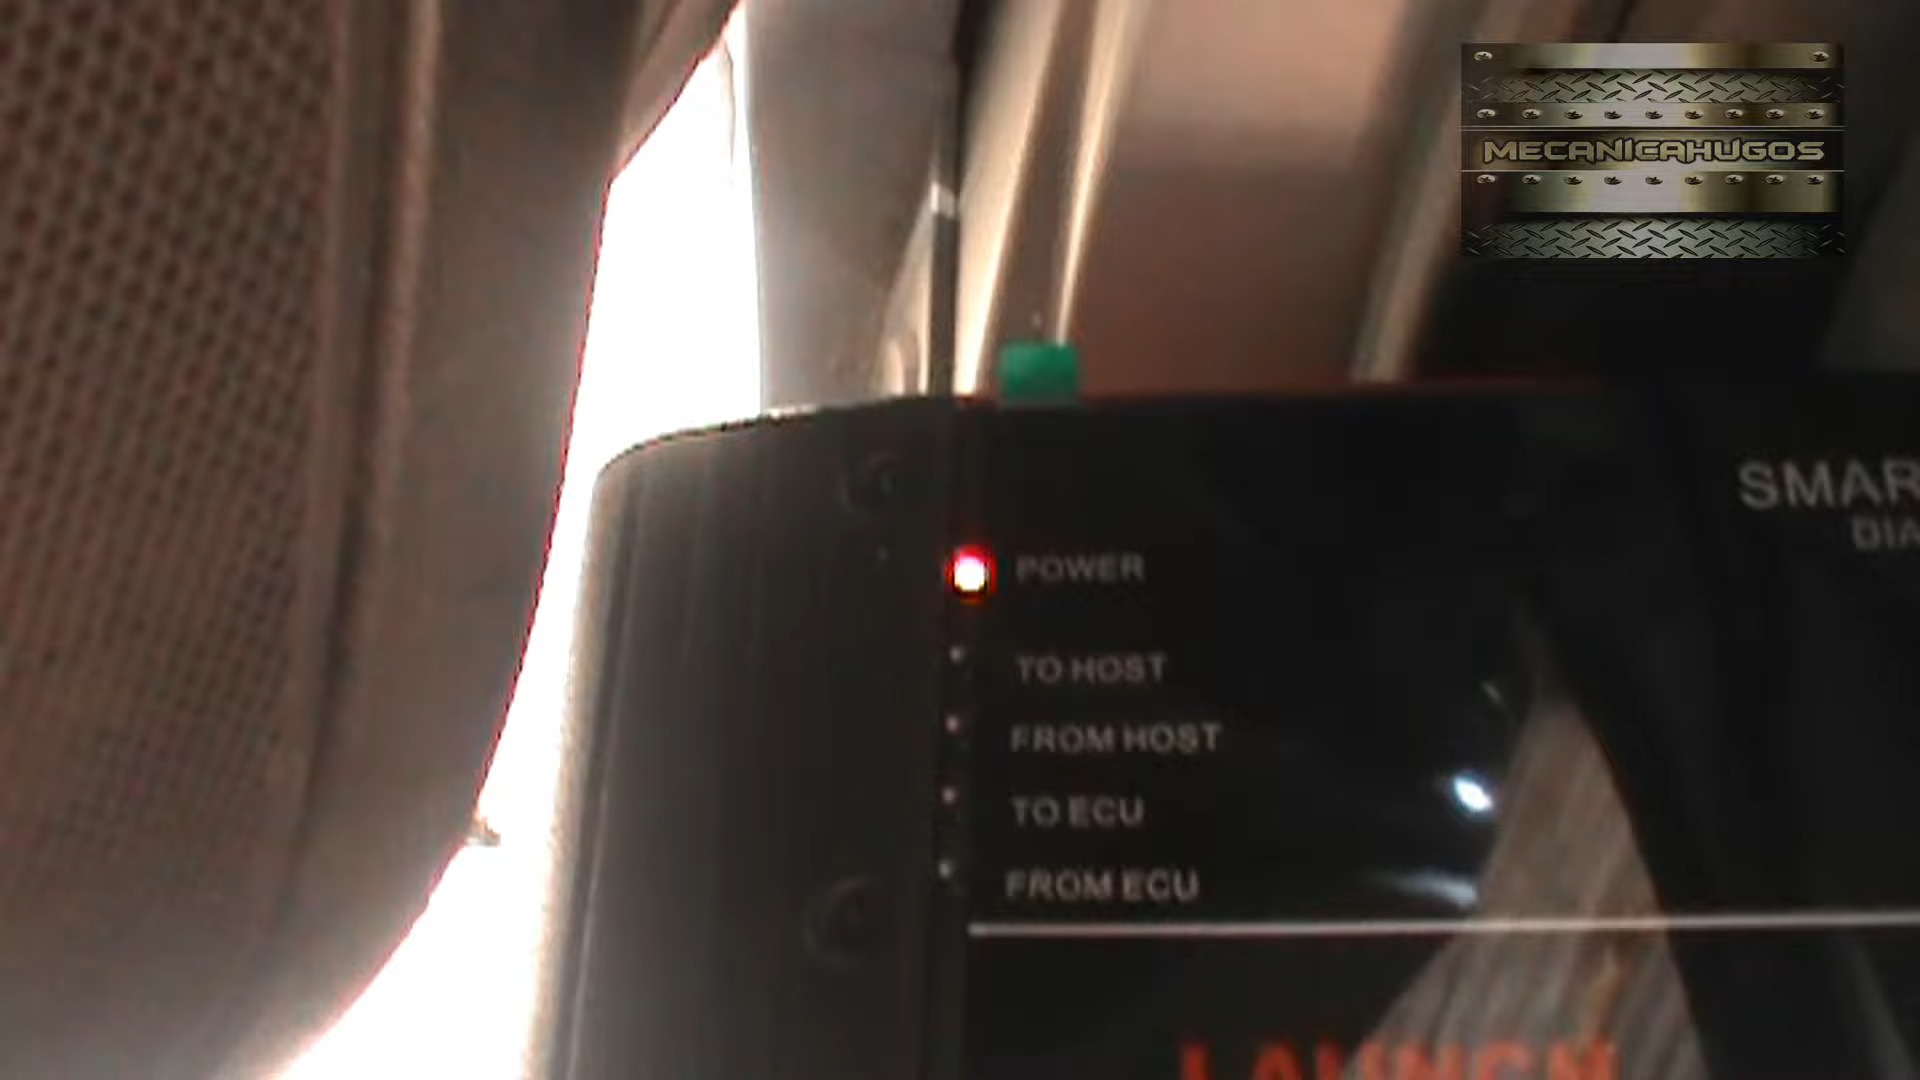 MECANICAHUGOS
SMAR
DIA
POWER
TO HOST
FROM HOST
TO ECU
FROM ECU
LAUNCH